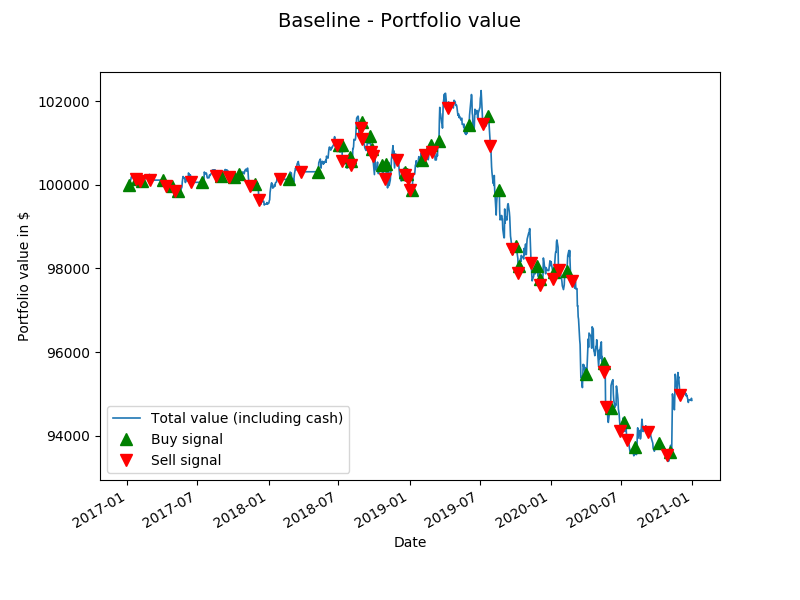 Baseline - Portfolio value
Portfolio value in $
102000
100000
98000
96000
94000
Total value (including cash)
Buy signal
Sell signal
2017-01
2017-07
2018-01
2018-07
2019-01
2019-07
2020-01
2020-07
2021-01
Date